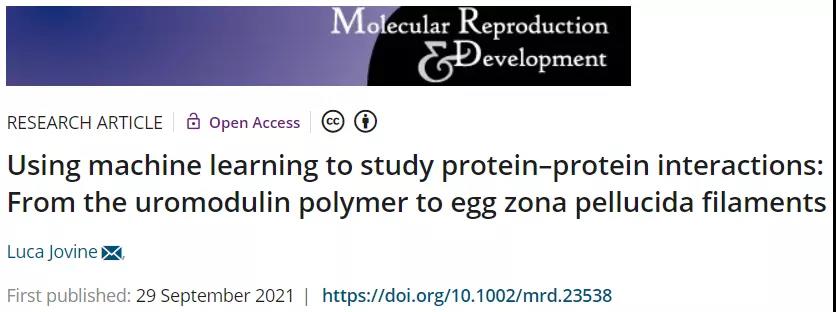 Molecular Reproduction
& Development
RESEARCH ARTICLE | Open Access | cc
Using machine learning to study protein–protein interactions:
From the uromodulin polymer to egg zona pellucida filaments
Luca Jovine ,
First published: 29 September 2021 | https://doi.org/10.1002/mrd.23538